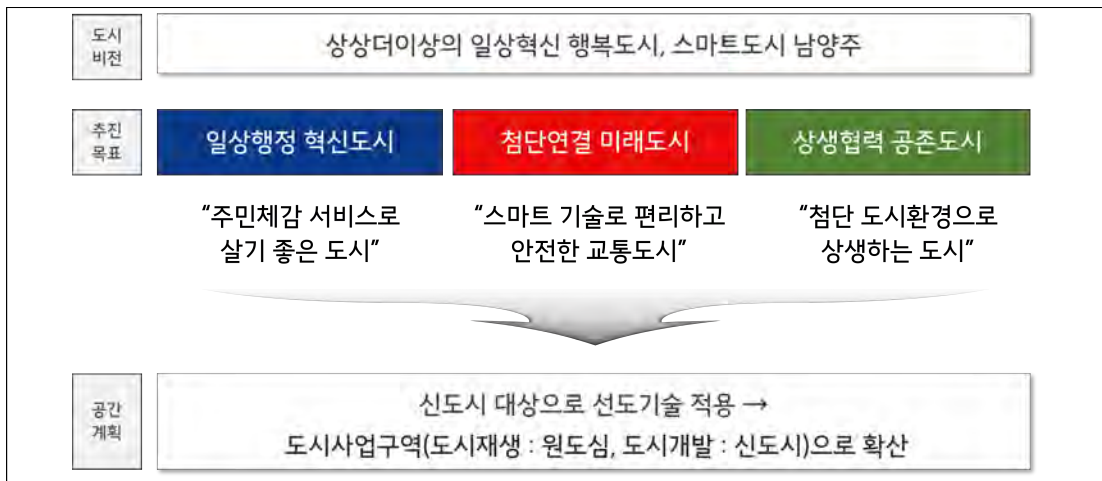 도시
비전
상상더이상의 일상혁신 행복도시, 스마트도시 남양주
추진
목표
일상행정 혁신도시
첨단연결 미래도시
상생협력 공존도시
“주민체감 서비스로
살기 좋은 도시”
“스마트 기술로 편리하고
안전한 교통도시”
“첨단 도시환경으로
상생하는 도시”
공간
계획
신도시 대상으로 선도기술 적용 →
도시사업구역(도시재생 : 원도심, 도시개발 : 신도시)으로 확산